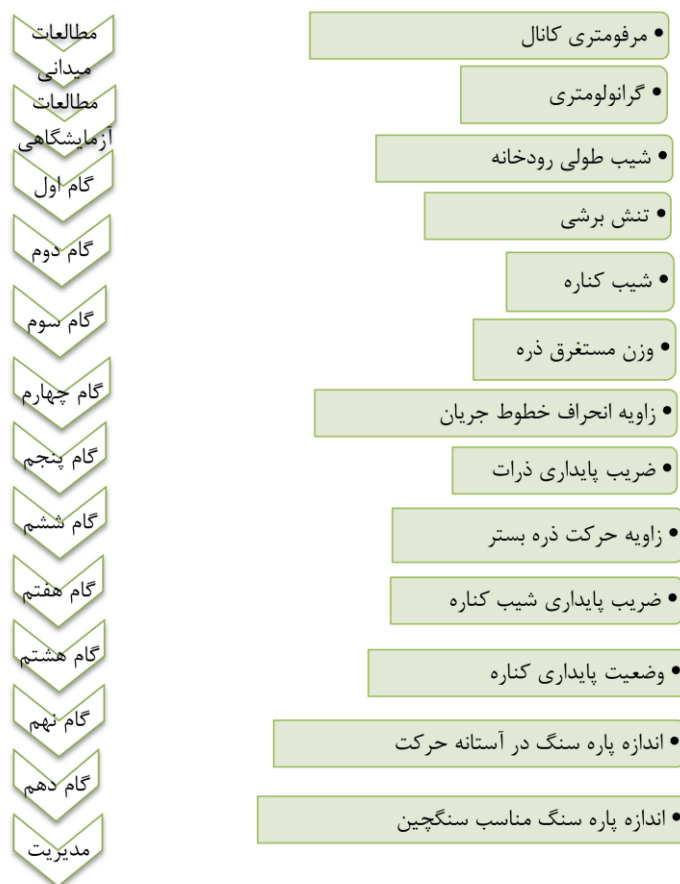 مطالعات
میدانی
مرفومتری کانال
مطالعات
آزمایشگاهی
گرانولومتری
گام اول
شیب طولی رودخانه
گام دوم
تنش برشی
گام سوم
شیب کناره
گام چهارم
وزن مستغرق ذره
گام پنجم
زاویه انحراف خطوط جریان
گام ششم
ضریب پایداری ذرات
گام هفتم
زاویه حرکت ذره بستر
گام هشتم
ضریب پایداری شیب کناره
گام نهم
وضعیت پایداری کناره
گام دهم
اندازه پاره سنگ در آستانه حرکت
مدیریت
اندازه پاره سنگ مناسب سنگچین